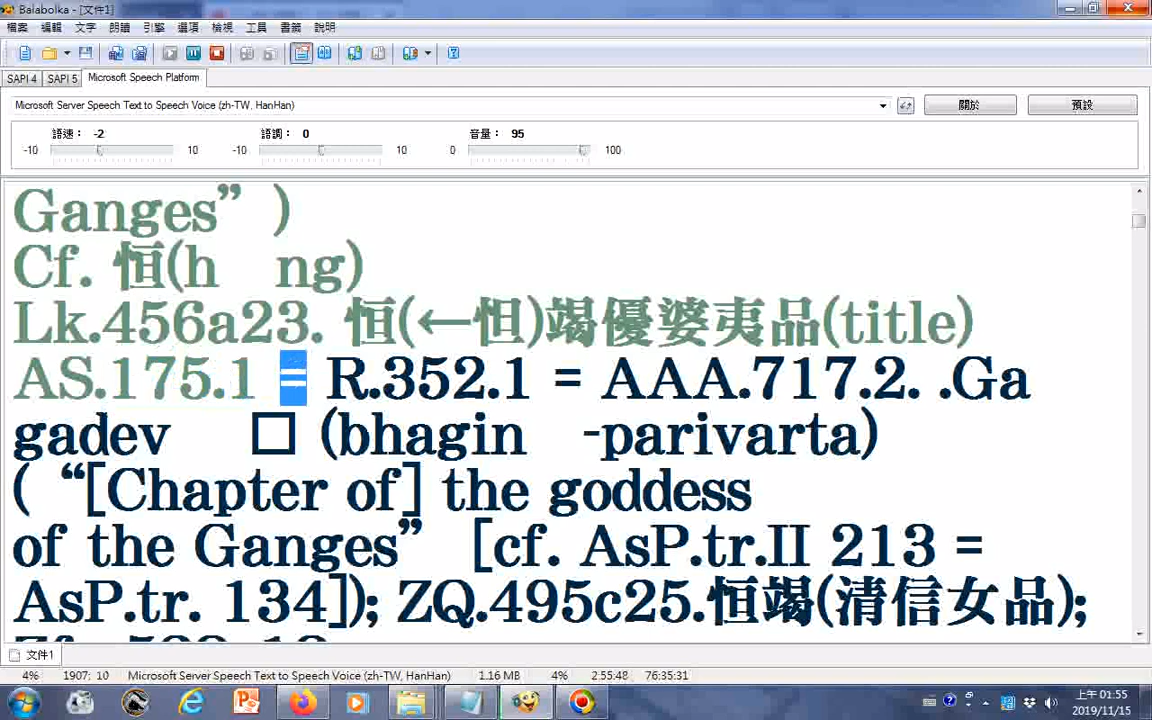 Balabolka - [文件1]
檔案 編輯 文字 朗讀 引擎 選項 檢視 工具 書籤 說明
SAPI 4 SAPI 5 Microsoft Speech Platform
Microsoft Server Speech Text to Speech Voice (zh-TW, HanHan) 關於 預設
語速： -2 語調： 0 音量： 95
-10 10 -10 10 0 100
Ganges” )
Cf. 恒(h ng)
Lk.456a23. 恒(←怛)竭優婆夷品(title)
AS.175.1 = R.352.1 = AAA.717.2. .Ga
gadev □ (bhagin -parivarta)
( “[Chapter of] the goddess
of the Ganges” [cf. AsP.tr.II 213 =
AsP.tr. 134]); ZQ.495c25.恒竭(清信女品);
文件1
4% 1907; 10 Microsoft Server Speech Text to Speech Voice (zh-TW, HanHan) 1.16 MB 4% 2:55:48 76:35:31
上午 01:55
2019/11/15